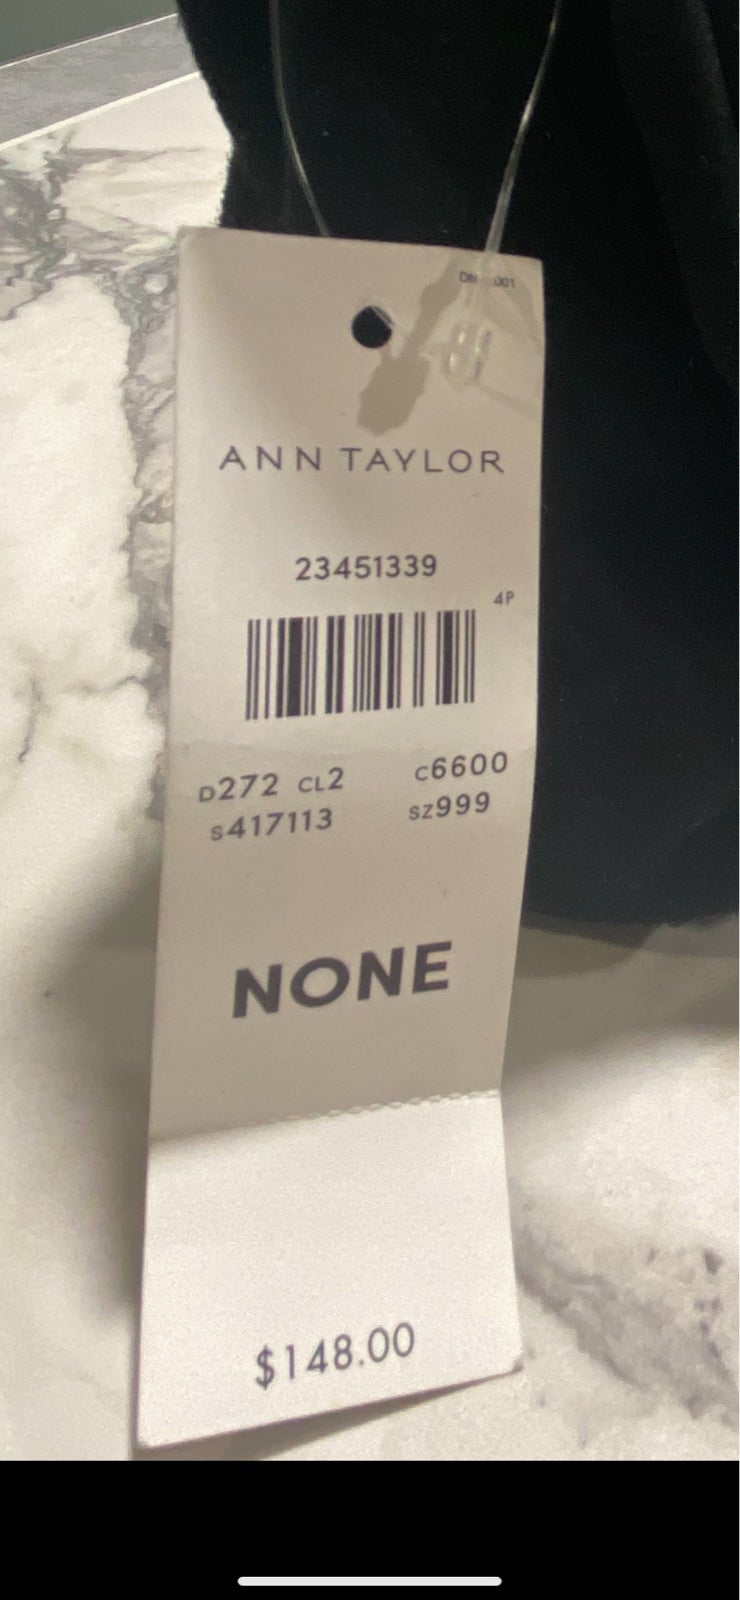 ANN TAYLOR
23451339
4P
D272 CL2 C6600
S417113 SZ999
NONE
$148.00